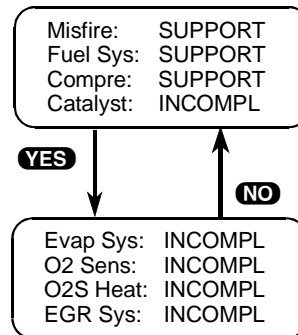 Misfire: SUPPORT
Fuel Sys: SUPPORT
Compre: SUPPORT
Catalyst: INCOMPL
YES
NO
Evap Sys: INCOMPL
O2 Sens: INCOMPL
O2S Heat: INCOMPL
EGR Sys: INCOMPL